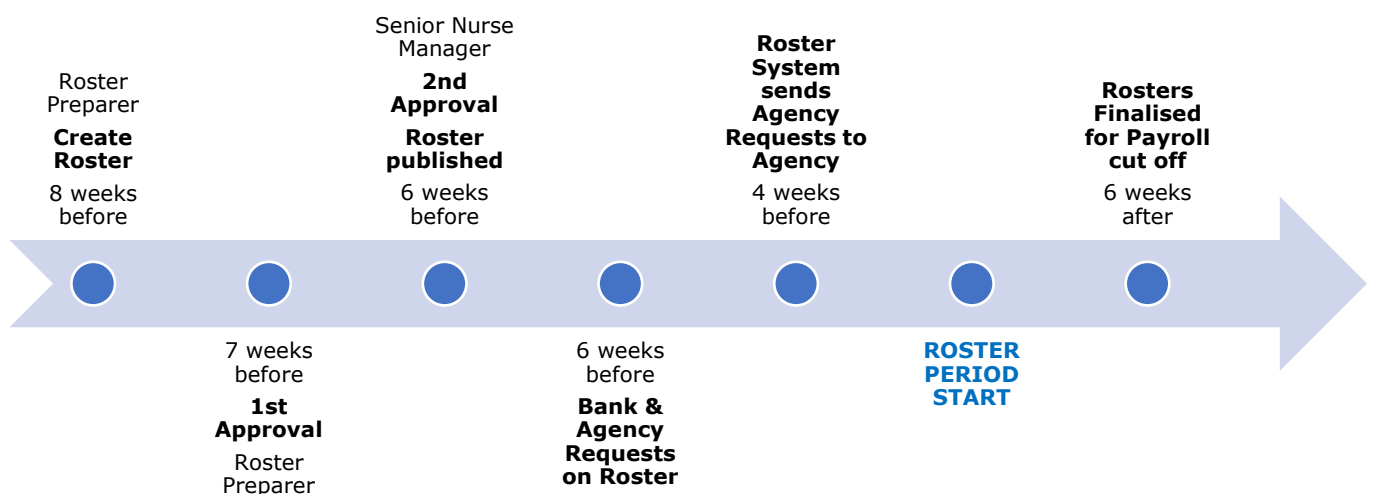 Roster
Preparer
Create
Roster
8 weeks
before
7 weeks
before
1st
Approval
Roster
Preparer
Senior Nurse
Manager
2nd
Approval
Roster
published
6 weeks
before
6 weeks
before
Bank &
Agency
Requests
on Roster
Roster
System
sends
Agency
Requests to
Agency
4 weeks
before
ROSTER
PERIOD
START
Rosters
Finalised
for Payroll
cut off
6 weeks
after